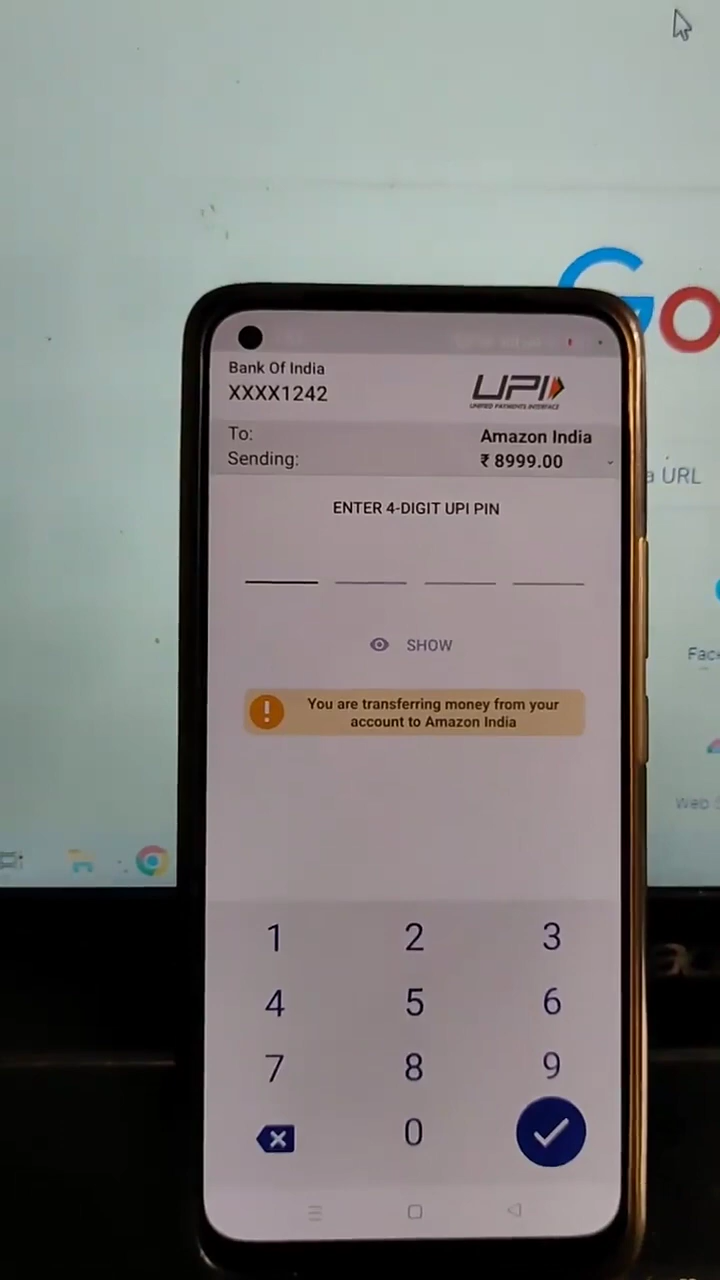 Go
a URL
Face
Web S
Bank Of India
XXXX1242
UPI
UNIFIED PAYMENTS INTERFACE
To: Amazon India
Sending: ₹ 8999.00
ENTER 4-DIGIT UPI PIN
SHOW
You are transferring money from your
account to Amazon India
1 2 3
4 5 6
7 8 9
0